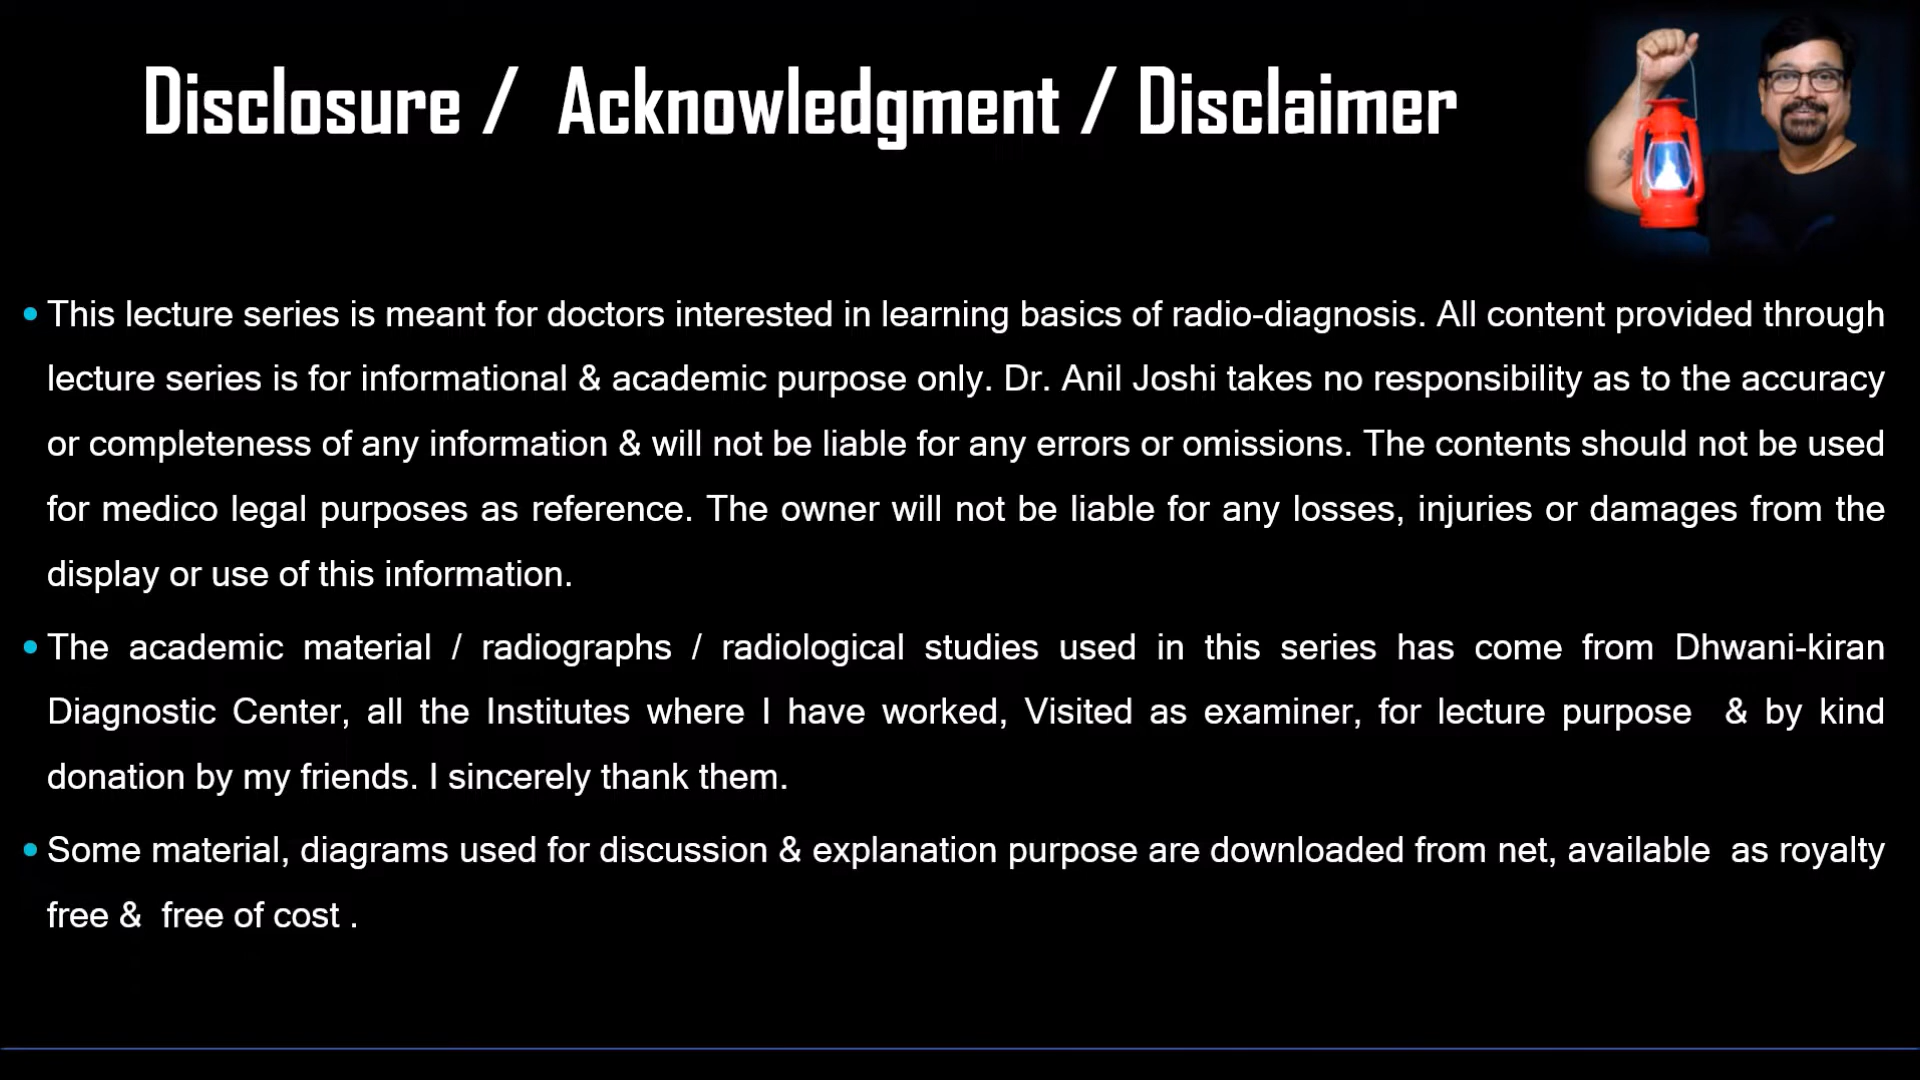 Disclosure / Acknowledgment / Disclaimer
• This lecture series is meant for doctors interested in learning basics of radio-diagnosis. All content provided through
lecture series is for informational & academic purpose only. Dr. Anil Joshi takes no responsibility as to the accuracy
or completeness of any information & will not be liable for any errors or omissions. The contents should not be used
for medico legal purposes as reference. The owner will not be liable for any losses, injuries or damages from the
display or use of this information.
• The academic material / radiographs / radiological studies used in this series has come from Dhwani-kiran
Diagnostic Center, all the Institutes where I have worked, Visited as examiner, for lecture purpose & by kind
donation by my friends. I sincerely thank them.
• Some material, diagrams used for discussion & explanation purpose are downloaded from net, available as royalty
free & free of cost .